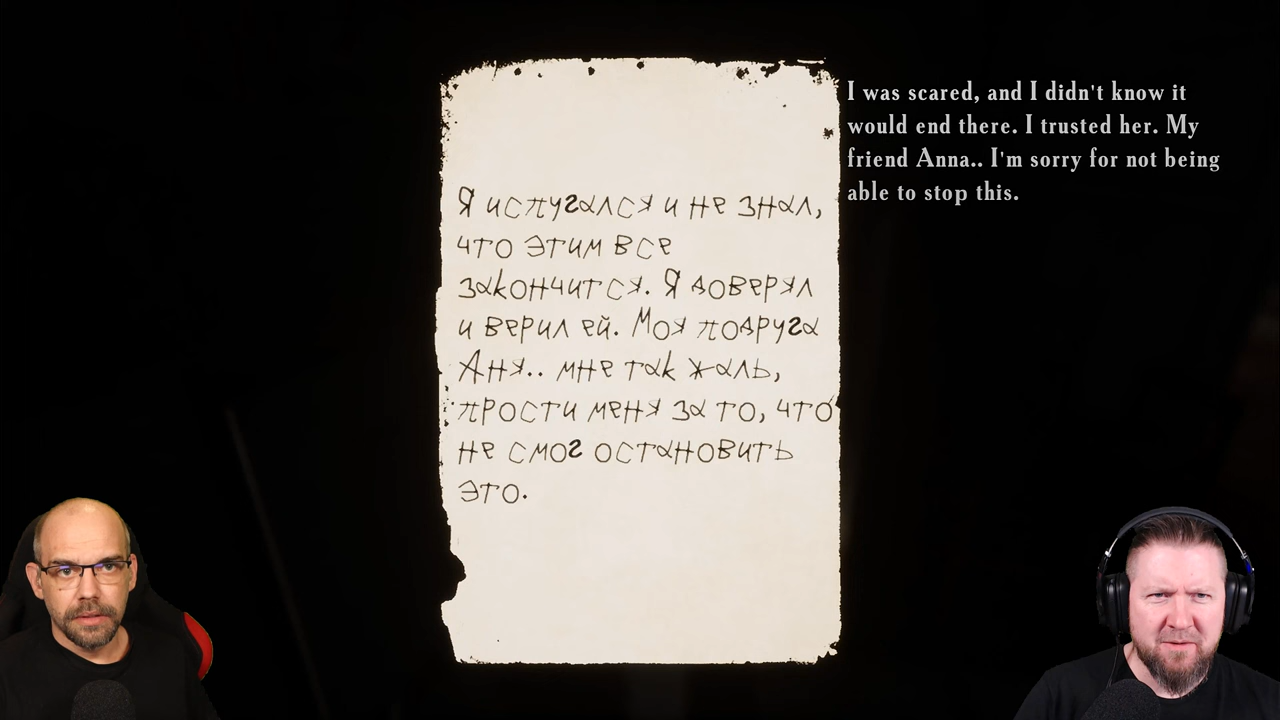 Я испугался и не знал,
что этим все
закончится. Я доверял
и верил ей. Моя подруга
Аня.. мне так жаль,
прости меня за то, что
не смог остановить
это.
I was scared, and I didn't know it
would end there. I trusted her. My
friend Anna.. I'm sorry for not being
able to stop this.